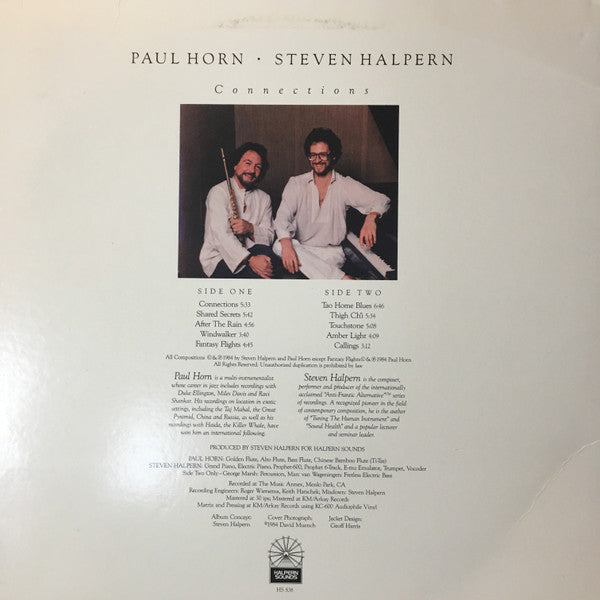 PAUL HORN · STEVEN HALPERN
Connections
SIDE ONE
Connections 5:33
Shared Secrets 5:42
After The Rain 4:56
Windwalker 3:40
Fantasy Flights 4:45
SIDE TWO
Tao Home Blues 6:46
Thigh Ch'i 5:34
Touchstone 5:08
Amber Light 4:09
Callings 3:12
All Compositions ©&℗ 1984 by Steven Halpern and Paul Horn except Fantasy Flights©&℗ 1984 Paul Horn
All Rights Reserved. Unauthorised duplication is prohibited by law
Paul Horn is a multi-instrumentalist
whose career in jazz includes recordings with
Duke Ellington, Miles Davis and Ravi
Shankar. His recordings on location in exotic
settings, including the Taj Mahal, the Great
Pyramid, China and Russia, as well as his
recordings with Haida, the Killer Whale, have
won him an international following.
Steven Halpern is the composer,
performer and producer of the internationally
acclaimed "Anti-Frantic Alternative"™ series
of recordings. A recognized pioneer in the field
of contemporary composition, he is the author
of "Tuning The Human Instrument" and
"Sound Health" and a popular lecturer
and seminar leader.
PRODUCED BY STEVEN HALPERN FOR HALPERN SOUNDS
PAUL HORN: Golden Flute, Alto Flute, Bass Flute, Chinese Bamboo Flute (Ti-Tzu)
STEVEN HALPERN: Grand Piano, Electric Piano, Prophet-600, Prophet-8-Track, E-mu Emulator, Trumpet, Vocoder
Side Two Only—George Marsh: Percussion, Marc van Wageningen: Fretless Electric Bass
Recorded at The Music Annex, Menlo Park, CA
Recording Engineers: Roger Wiersema, Keith Hatschek, Mixdown: Steven Halpern
Mastered at 30 ips; Mastered at KM/Arkay Records
Matrix and Pressing at KM/Arkay Records using KC-600 Audiophile Vinyl
Album Concept:
Steven Halpern
Cover Photograph:
©1984 David Muench
Jacket Design:
Geoff Harris
HALPERN
SOUNDS
HS 838